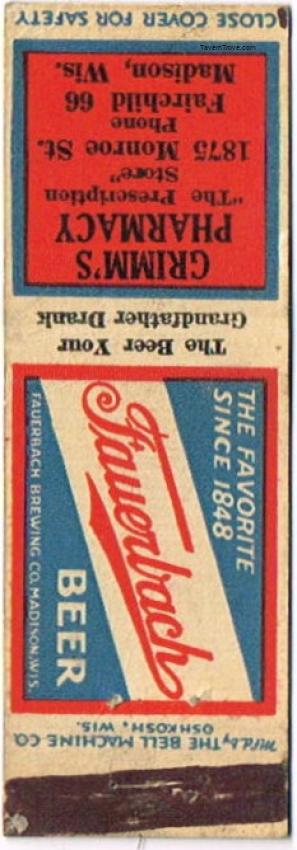 CLOSE COVER FOR SAFETY
TavernTrove.com
GRIMM'S
PHARMACY
"The Prescription
Store"
1875 Monroe St.
Phone
Fairchild 66
Madison, Wis.
The Beer Your
Grandfather Drank
THE FAVORITE
SINCE 1848
Fauerbach
BEER
FAUERBACH BREWING CO. MADISON, WIS.
Mf'd. by THE BELL MACHINE CO.
OSHKOSH, WIS.